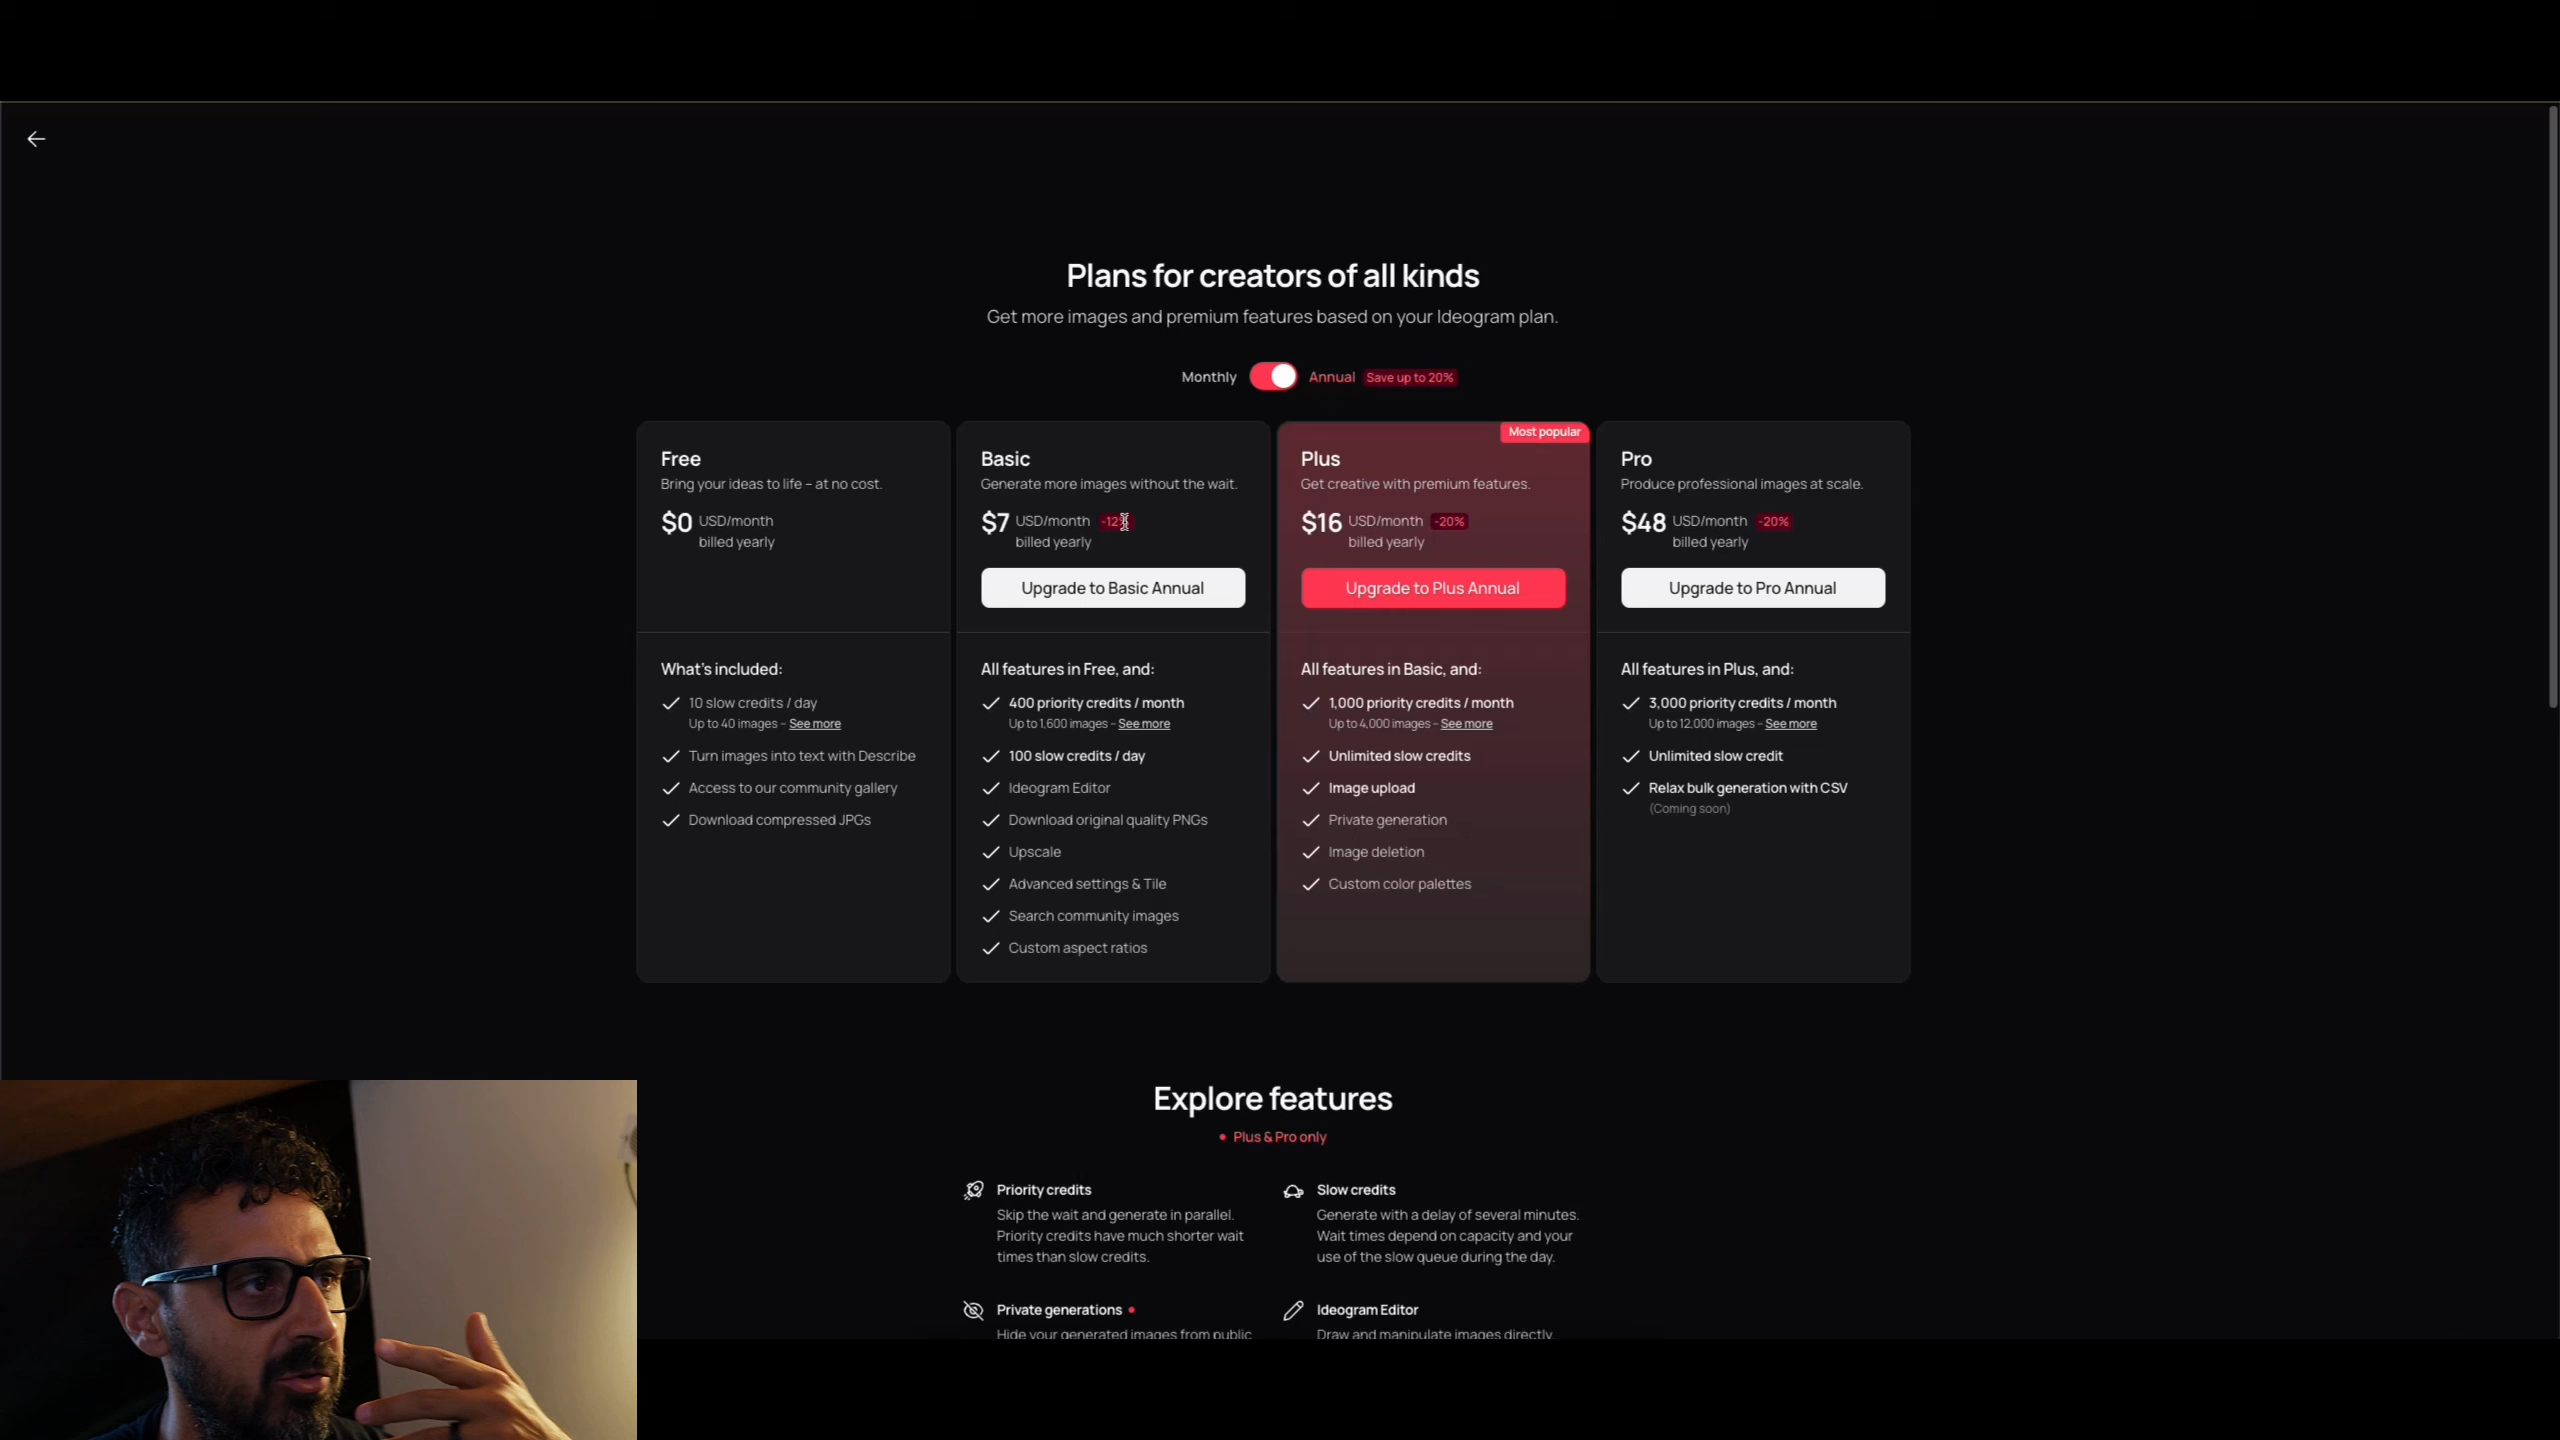 Plans for creators of all kinds
Get more images and premium features based on your Ideogram plan.
Monthly Annual Save up to 20%
Free
Bring your ideas to life – at no cost.
$0 USD/month
billed yearly
What's included:
10 slow credits / day
Up to 40 images – See more
Turn images into text with Describe
Access to our community gallery
Download compressed JPGs
Basic
Generate more images without the wait.
$7 USD/month
billed yearly
Upgrade to Basic Annual
All features in Free, and:
400 priority credits / month
Up to 1,600 images – See more
100 slow credits / day
Ideogram Editor
Download original quality PNGs
Upscale
Advanced settings & Tile
Search community images
Custom aspect ratios
Most popular
Plus
Get creative with premium features.
$16 USD/month -20%
billed yearly
Upgrade to Plus Annual
All features in Basic, and:
1,000 priority credits / month
Up to 4,000 images – See more
Unlimited slow credits
Image upload
Private generation
Image deletion
Custom color palettes
Pro
Produce professional images at scale.
$48 USD/month -20%
billed yearly
Upgrade to Pro Annual
All features in Plus, and:
3,000 priority credits / month
Up to 12,000 images – See more
Unlimited slow credit
Relax bulk generation with CSV
(Coming soon)
Explore features
Plus & Pro only
Priority credits
Skip the wait and generate in parallel.
Priority credits have much shorter wait
times than slow credits.
Slow credits
Generate with a delay of several minutes.
Wait times depend on capacity and your
use of the slow queue during the day.
Private generations
Hide your generated images from public
Ideogram Editor
Draw and manipulate images directly.